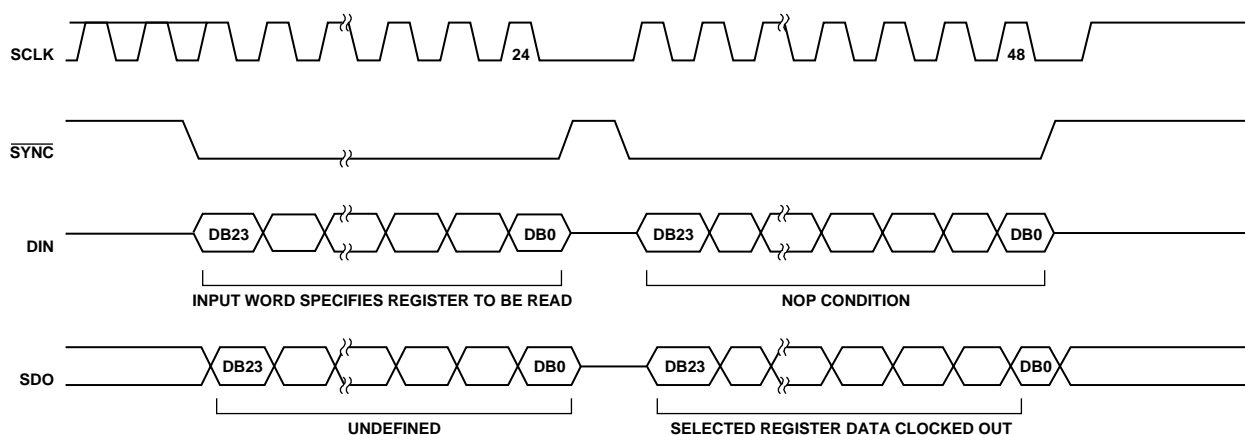 SCLK
24
48
SYNC
DIN
DB23
DB0
DB23
DB0
INPUT WORD SPECIFIES REGISTER TO BE READ
NOP CONDITION
SDO
DB23
DB0
DB23
DB0
UNDEFINED
SELECTED REGISTER DATA CLOCKED OUT